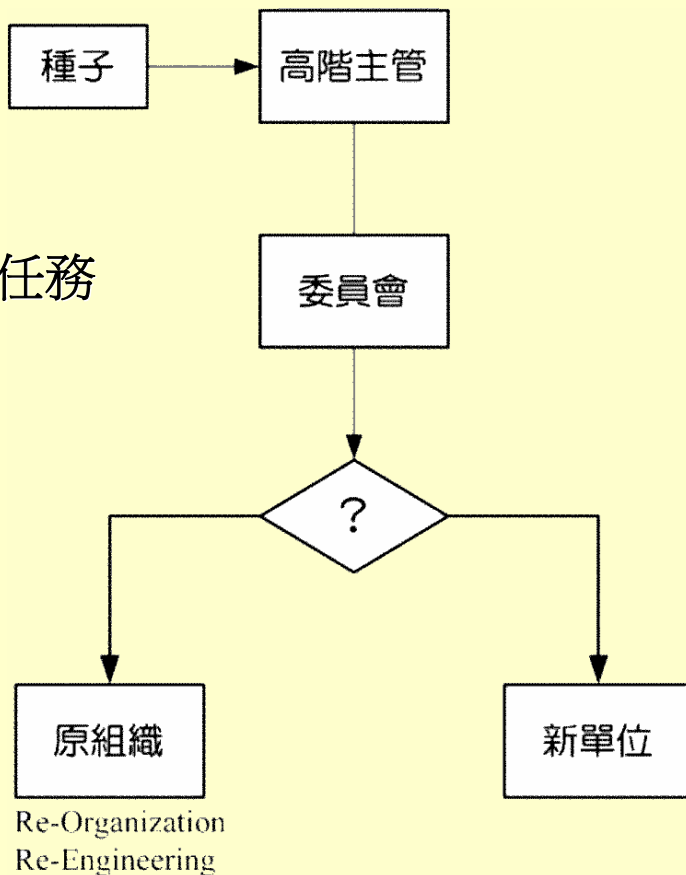 種子
高階主管
任務
委員會
?
原組織
新單位
Re-Organization
Re-Engineering